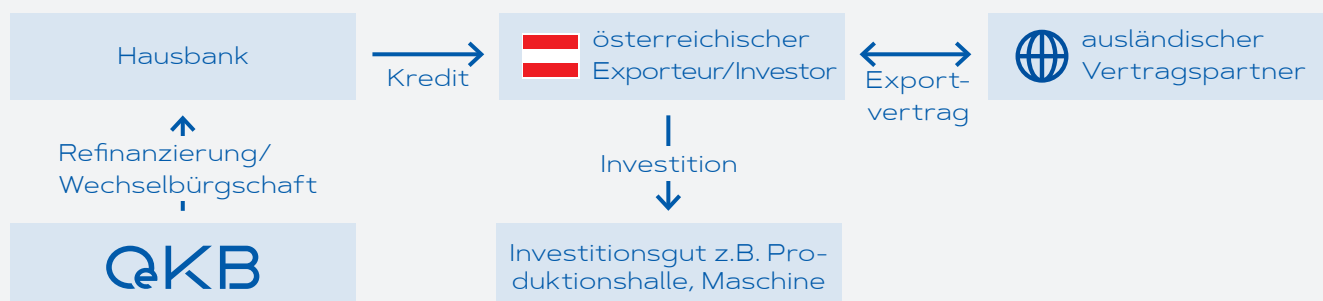 Hausbank
Kredit
österreichischer
Exporteur/Investor
Export-
vertrag
ausländischer
Vertragspartner
Refinanzierung/
Wechselbürgschaft
Investition
OeKB
Investitionsgut z.B. Pro-
duktionshalle, Maschine